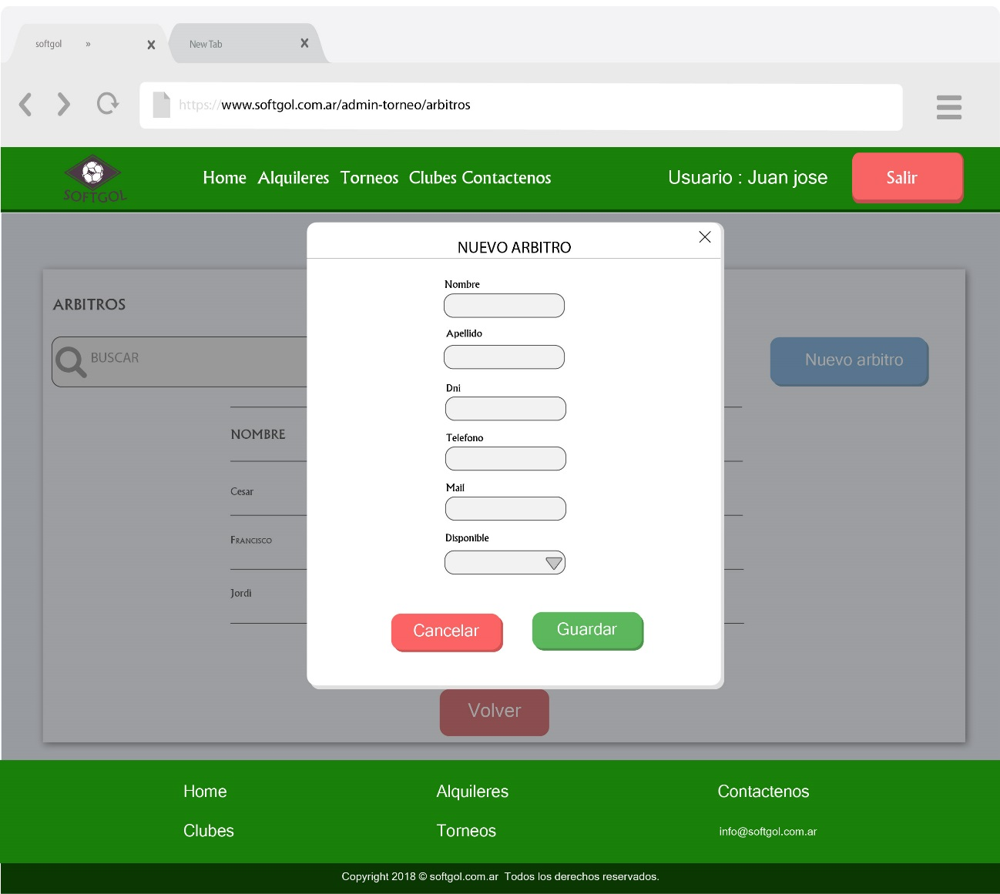 softgol »
New Tab
https://www.softgol.com.ar/admin-torneo/arbitros
SOFTGOL
Home Alquileres Torneos Clubes Contactenos
Usuario : Juan jose
Salir
NUEVO ARBITRO
Nombre
Apellido
Dni
Telefono
Mail
Disponible
Cancelar
Guardar
ARBITROS
BUSCAR
Nuevo arbitro
NOMBRE
Cesar
Francisco
Jordi
Volver
Home Alquileres Contactenos
Clubes Torneos info@softgol.com.ar
Copyright 2018 © softgol.com.ar Todos los derechos reservados.